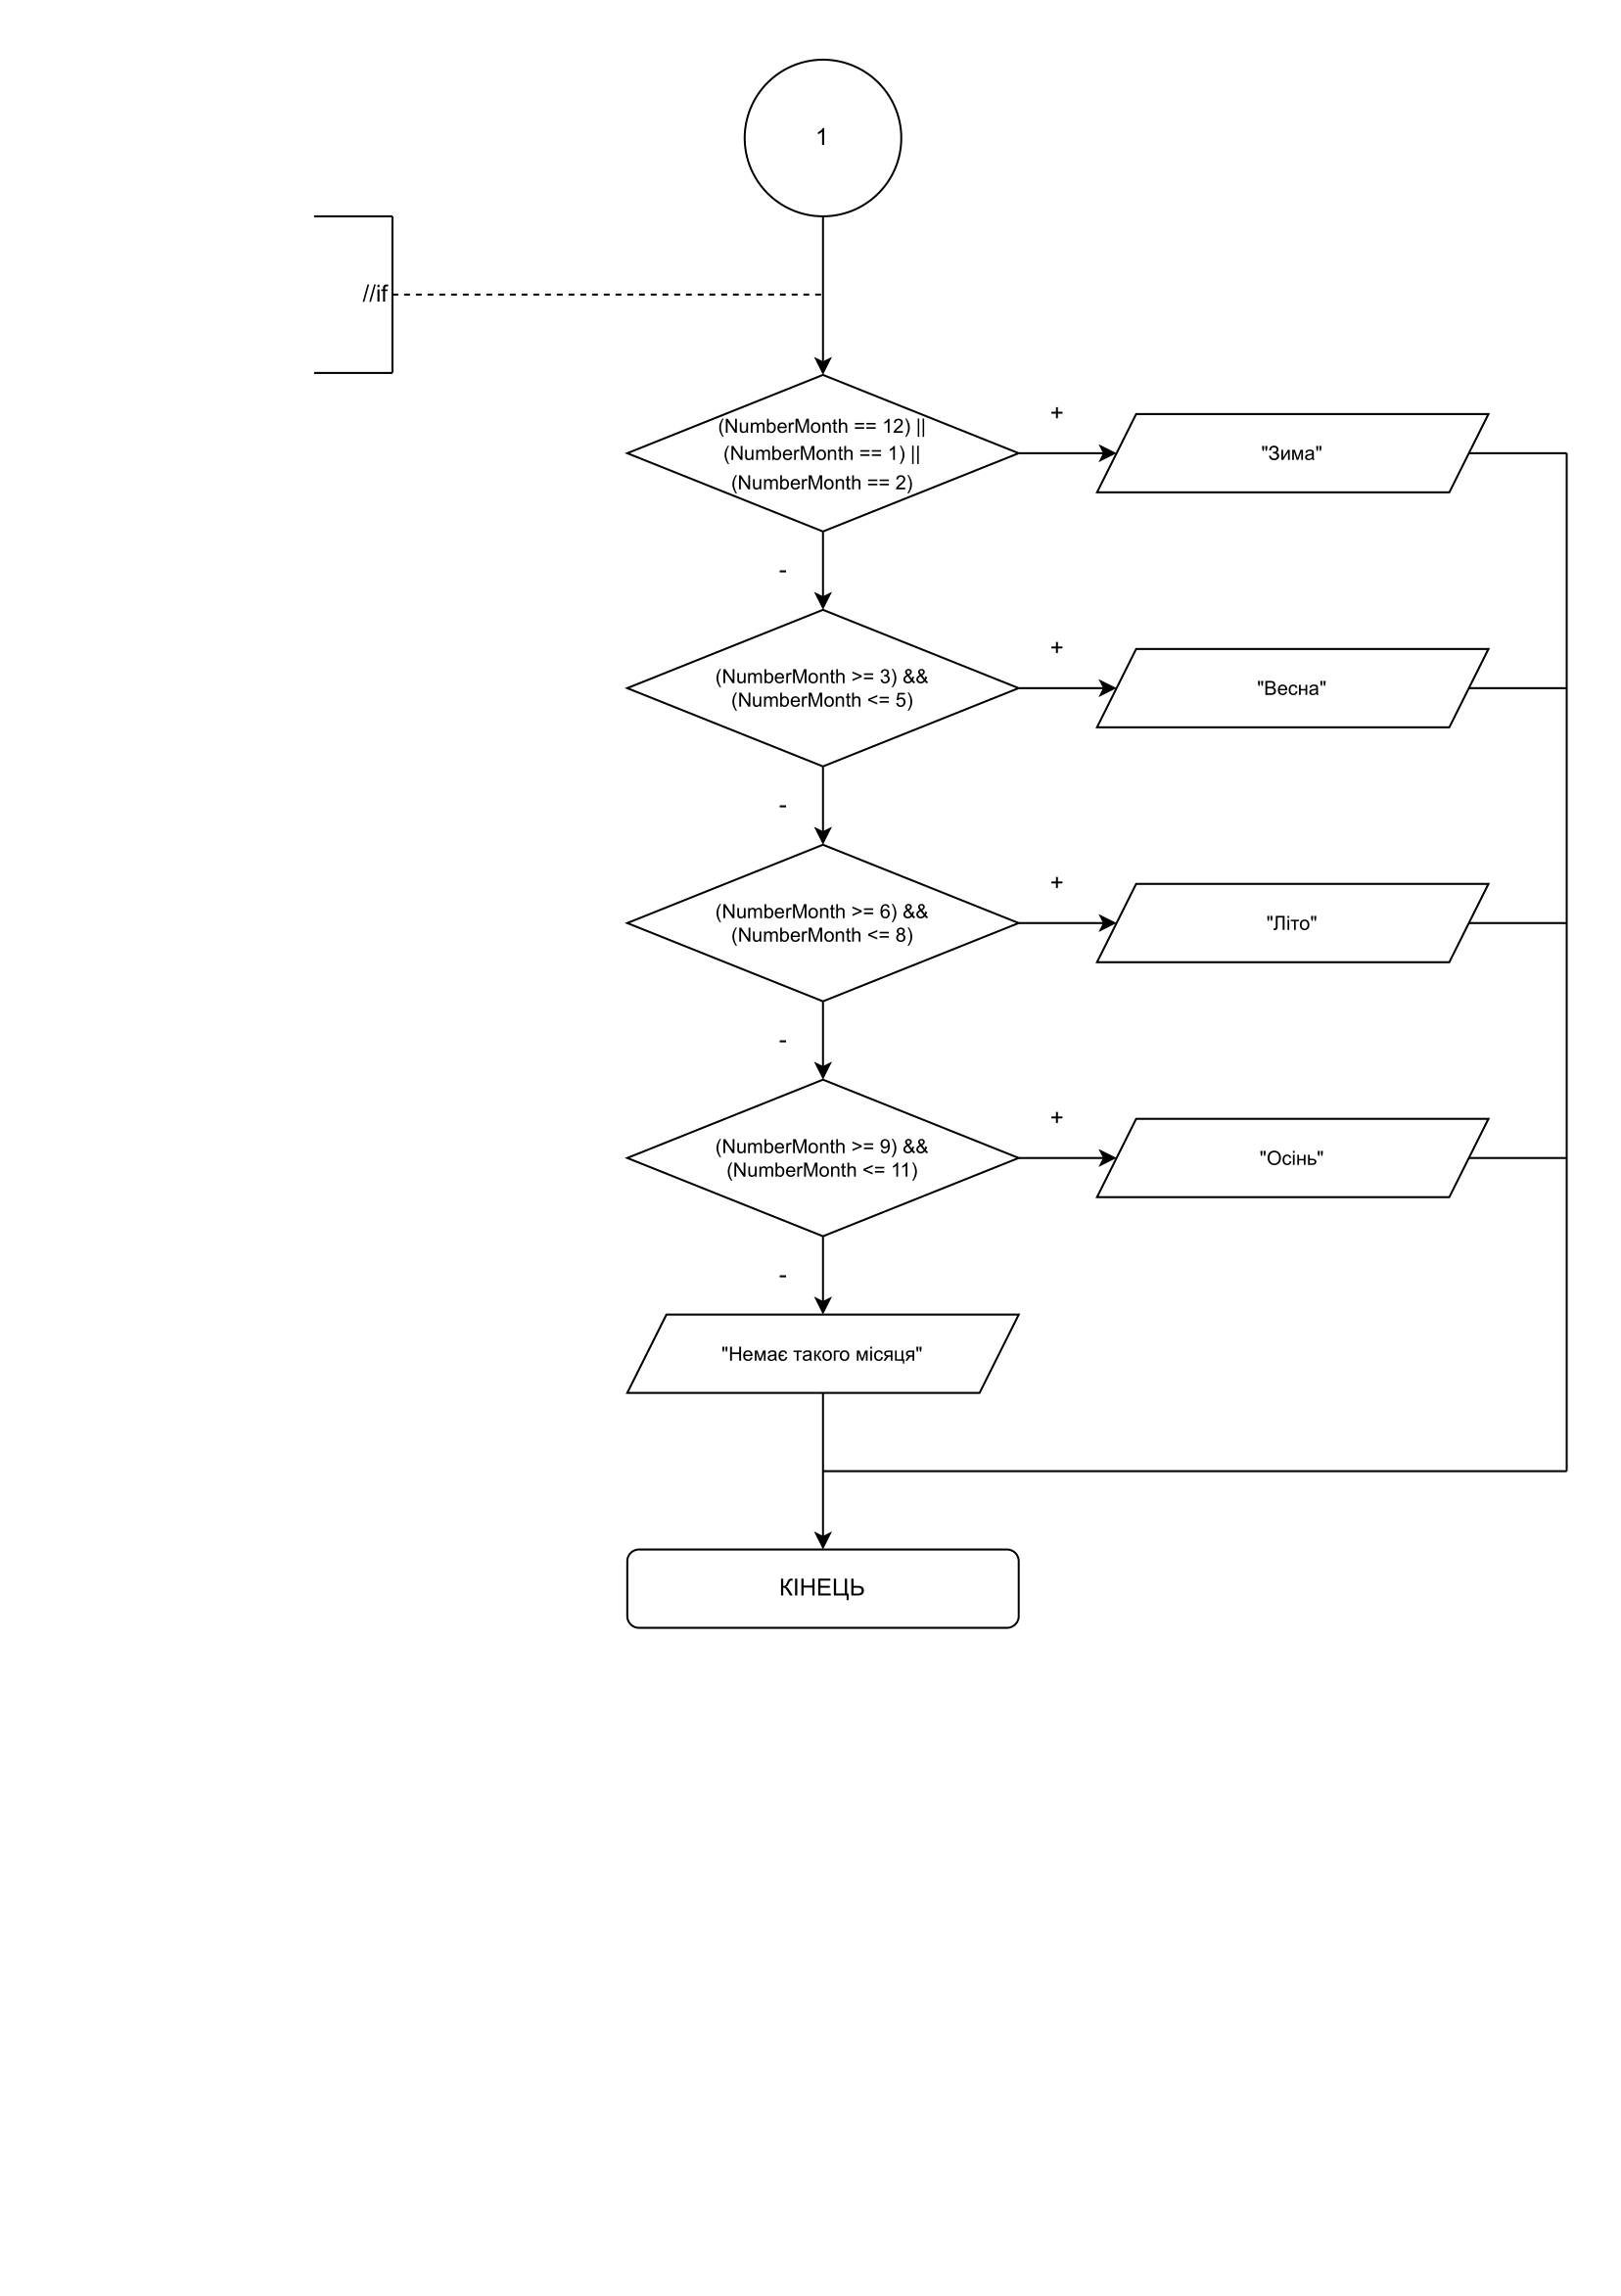 1
//if
(NumberMonth == 12) ||
(NumberMonth == 1) ||
(NumberMonth == 2)
+
"Зима"
-
(NumberMonth >= 3) &&
(NumberMonth <= 5)
+
"Весна"
-
(NumberMonth >= 6) &&
(NumberMonth <= 8)
+
"Літо"
-
(NumberMonth >= 9) &&
(NumberMonth <= 11)
+
"Осінь"
-
"Немає такого місяця"
КІНЕЦЬ